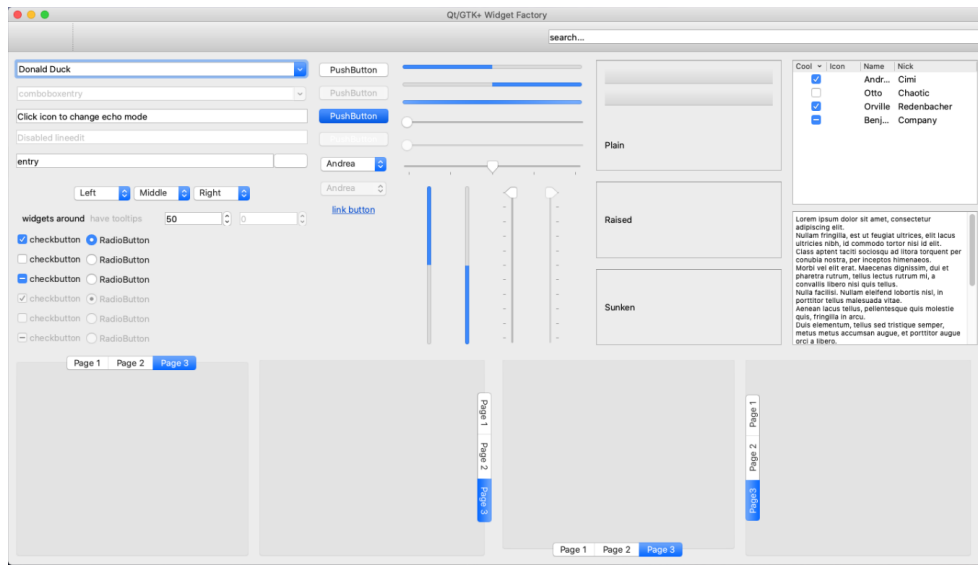 Qt/GTK+ Widget Factory
search...
Donald Duck
comboboxentry
Click icon to change echo mode
Disabled lineedit
entry
Left Middle Right
widgets around have tooltips 50 0
checkbutton RadioButton
checkbutton RadioButton
checkbutton RadioButton
checkbutton RadioButton
checkbutton RadioButton
checkbutton RadioButton
PushButton
PushButton
PushButton
Andrea
Andrea
link button
Plain
Raised
Sunken
Cool Icon Name Nick
Andr... Cimi
Otto Chaotic
Orville Redenbacher
Benj... Company
Lorem ipsum dolor sit amet, consectetur
adipiscing elit.
Nullam fringilla, est ut feugiat ultrices, elit lacus
ultricies nibh, id commodo tortor nisi id elit.
Class aptent taciti sociosqu ad litora torquent per
conubia nostra, per inceptos himenaeos.
Morbi vel elit erat. Maecenas dignissim, dui et
pharetra rutrum, tellus lectus rutrum mi, a
convallis libero nisi quis tellus.
Nulla facilisi. Nullam eleifend lobortis nisl, in
porttitor tellus malesuada vitae.
Aenean lacus tellus, pellentesque quis molestie
quis, fringilla in arcu.
Duis elementum, tellus sed tristique semper,
metus metus accumsan augue, et porttitor augue
orci a libero.
Page 1 Page 2 Page 3
Page 1
Page 2
Page 3
Page 1 Page 2 Page 3
Page 1
Page 2
Page3